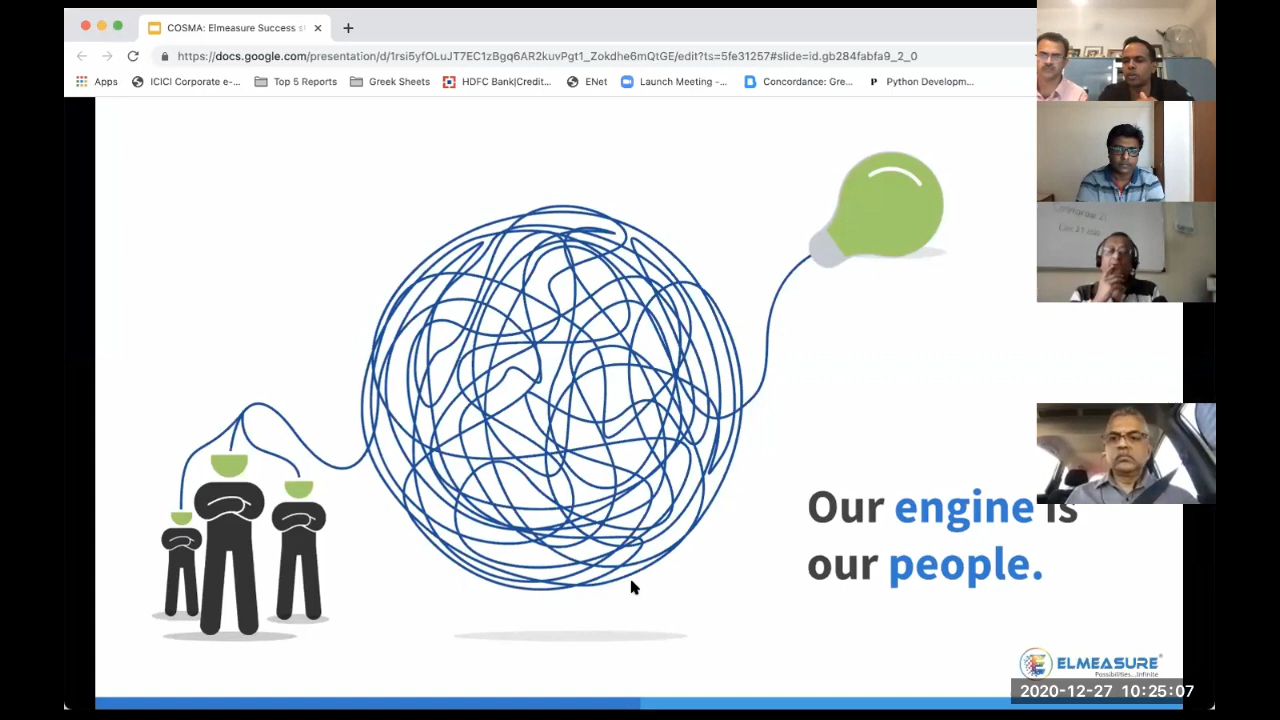 COSMA: Elmeasure Success s
https://docs.google.com/presentation/d/1rsi5yfOLuJT7EC1zBgq6AR2kuvPgt1_Zokdhe6mQtGE/edit?ts=5fe31257#slide=id.gb284fabfa9_2_0
Apps ICICI Corporate e-... Top 5 Reports Greek Sheets HDFC Bank|Credit... ENet Launch Meeting -... Concordance: Gre... P Python Developm...
Our engine is
our people.
ELMEASURE®
Possibilities...Infinite
2020-12-27 10:25:07